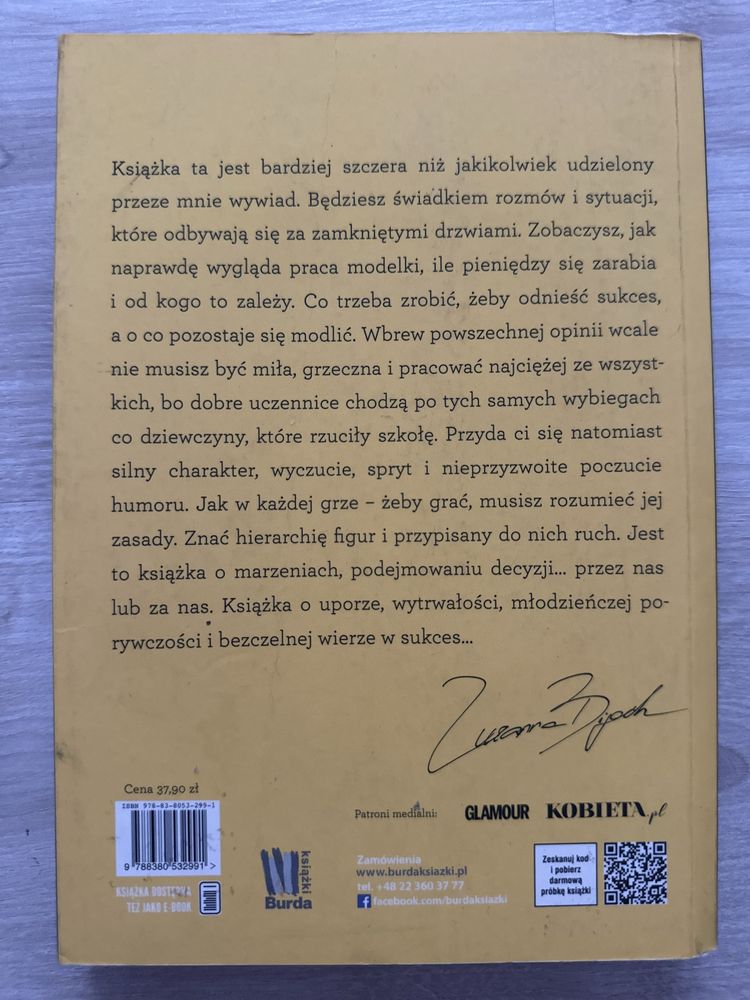 Książka ta jest bardziej szczera niż jakikolwiek udzielony
przeze mnie wywiad. Będziesz świadkiem rozmów i sytuacji,
które odbywają się za zamkniętymi drzwiami. Zobaczysz, jak
naprawdę wygląda praca modelki, ile pieniędzy się zarabia
i od kogo to zależy. Co trzeba zrobić, żeby odnieść sukces,
a o co pozostaje się modlić. Wbrew powszechnej opinii wcale
nie musisz być miła, grzeczna i pracować najciężej ze wszyst-
kich, bo dobre uczennice chodzą po tych samych wybiegach
co dziewczyny, które rzuciły szkołę. Przyda ci się natomiast
silny charakter, wyczucie, spryt i nieprzyzwoite poczucie
humoru. Jak w każdej grze – żeby grać, musisz rozumieć jej
zasady. Znać hierarchię figur i przypisany do nich ruch. Jest
to książka o marzeniach, podejmowaniu decyzji... przez nas
lub za nas. Książka o uporze, wytrwałości, młodzieńczej po-
rywczości i bezczelnej wierze w sukces...
Zuzanna
Cena 37,90 zł
ISBN 978-83-8053-299-1
9 788380 532991 >
KSIĄŻKA DOSTĘPNA
TEŻ JAKO E-BOOK
książki
Burda
Patroni medialni:
GLAMOUR
KOBIETA.pl
Zamówienia
www.burdaksiazki.pl
tel. +48 22 360 37 77
facebook.com/burdaksiazki
Zeskanuj kod
i pobierz
darmową
próbkę książki